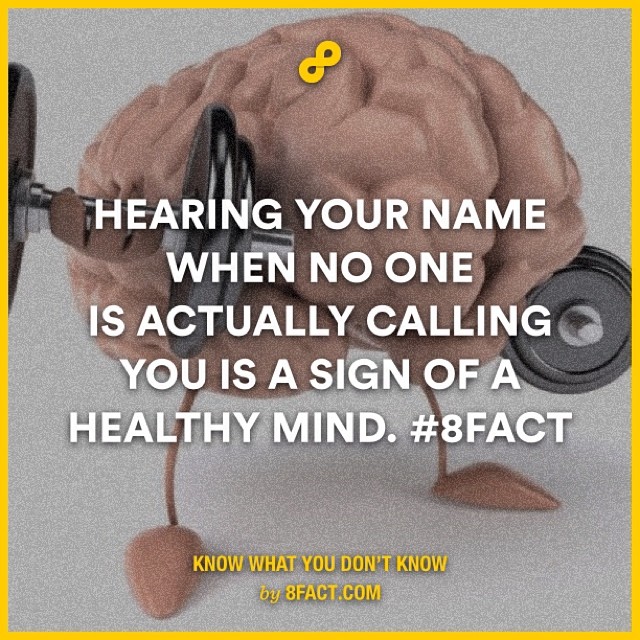 HEARING YOUR NAME
WHEN NO ONE
IS ACTUALLY CALLING
YOU IS A SIGN OF A
HEALTHY MIND. #8FACT
KNOW WHAT YOU DON'T KNOW
by 8FACT.COM